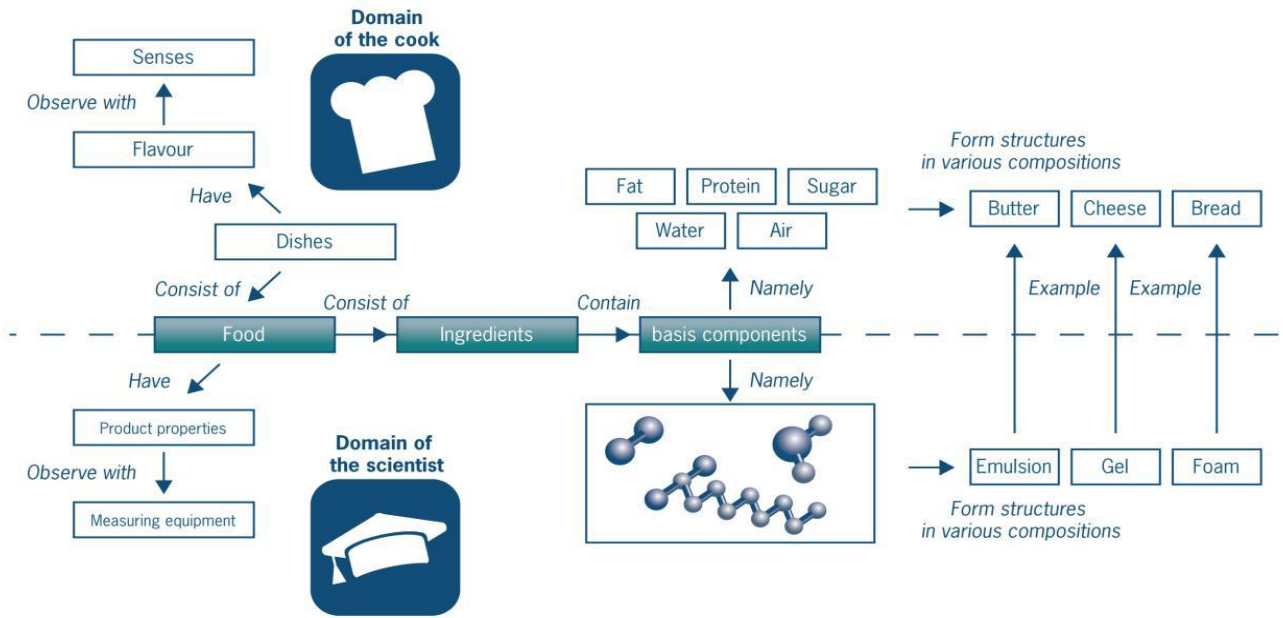 Domain
of the cook
Senses
Observe with
Flavour
Have
Dishes
Consist of
Food
Consist of
Ingredients
Contain
basis components
Namely
Fat
Protein
Sugar
Water
Air
Form structures
in various compositions
Butter
Cheese
Bread
Example
Example
Have
Product properties
Observe with
Measuring equipment
Domain of
the scientist
Namely
Emulsion
Gel
Foam
Form structures
in various compositions